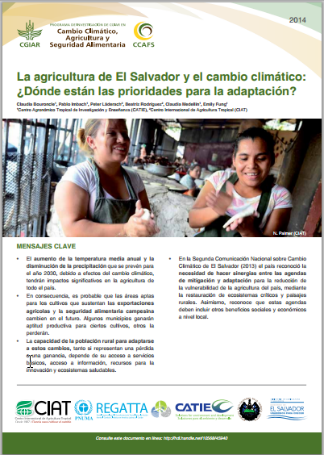 2014
PROGRAMA DE INVESTIGACIÓN DE CGIAR EN
Cambio Climático,
Agricultura y
Seguridad Alimentaria
CGIAR
CCAFS
La agricultura de El Salvador y el cambio climático:
¿Dónde están las prioridades para la adaptación?
Claudia Bouroncle¹, Pablo Imbach¹, Peter Läderach², Beatriz Rodríguez², Claudia Medellín², Emily Fung¹
¹Centro Agronómico Tropical de Investigación y Enseñanza (CATIE), ²Centro Internacional de Agricultura Tropical (CIAT)
N. Palmer (CIAT)
MENSAJES CLAVE
El aumento de la temperatura media anual y la
disminución de la precipitación que se prevén para
el año 2030, debido a efectos del cambio climático,
tendrán impactos significativos en la agricultura de
todo el país.
En consecuencia, es probable que las áreas aptas
para los cultivos que sustentan las exportaciones
agrícolas y la seguridad alimentaria campesina
cambien en el futuro. Algunos municipios ganarán
aptitud productiva para ciertos cultivos, otros la
perderán.
La capacidad de la población rural para adaptarse
a estos cambios, tanto si representan una pérdida
o una ganancia, depende de su acceso a servicios
básicos, acceso a información, recursos para la
innovación y ecosistemas saludables.
En la Segunda Comunicación Nacional sobre Cambio
Climático de El Salvador (2013) el país reconoció la
necesidad de hacer sinergias entre las agendas
de mitigación y adaptación para la reducción de
la vulnerabilidad de la agricultura del país, mediante
la restauración de ecosistemas críticos y paisajes
rurales. Asimismo, reconoce que estas agendas
deben incluir otros beneficios sociales y económicos
a nivel local.
CIAT
PNUMA
REGATTA
CATIE
EL SALVADOR
Consulte este documento en línea: